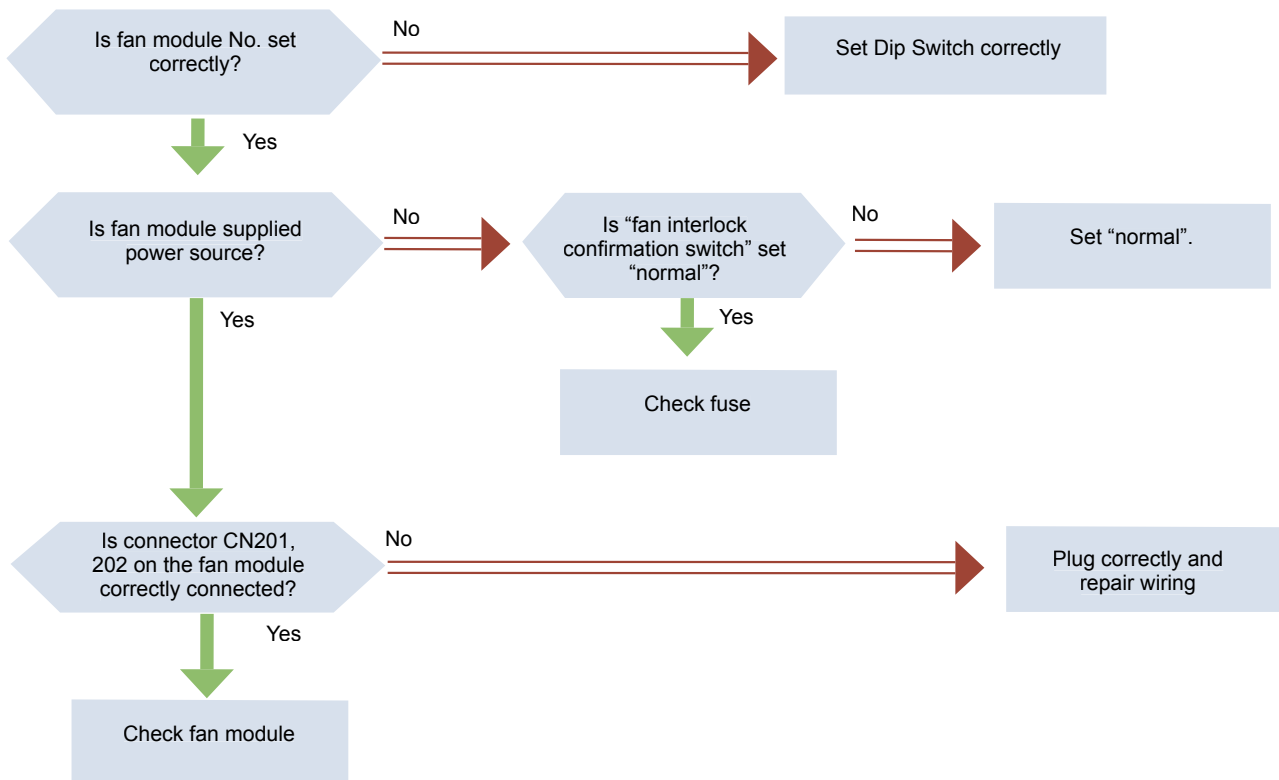 Is fan module No. set
correctly?
No
Set Dip Switch correctly
Yes
Is fan module supplied
power source?
No
Is “fan interlock
confirmation switch” set
“normal”?
No
Set “normal”.
Yes
Yes
Check fuse
Is connector CN201,
202 on the fan module
correctly connected?
No
Plug correctly and
repair wiring
Yes
Check fan module